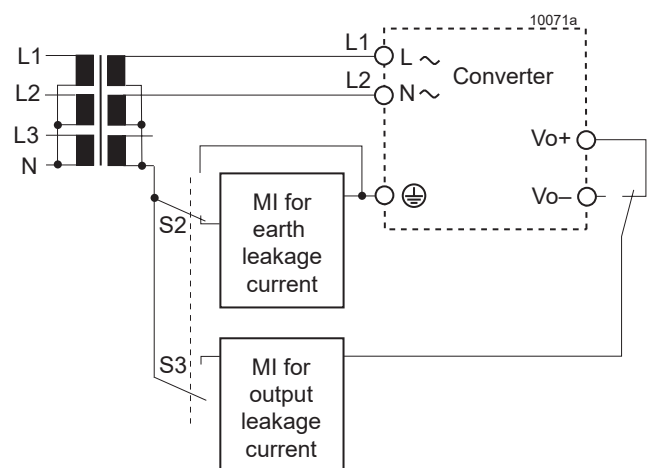 10071a
L1
L1
L ~
L2
L2
N ~
Converter
L3
N
Vo+
Vo–
S2
MI for
earth
leakage
current
S3
MI for
output
leakage
current